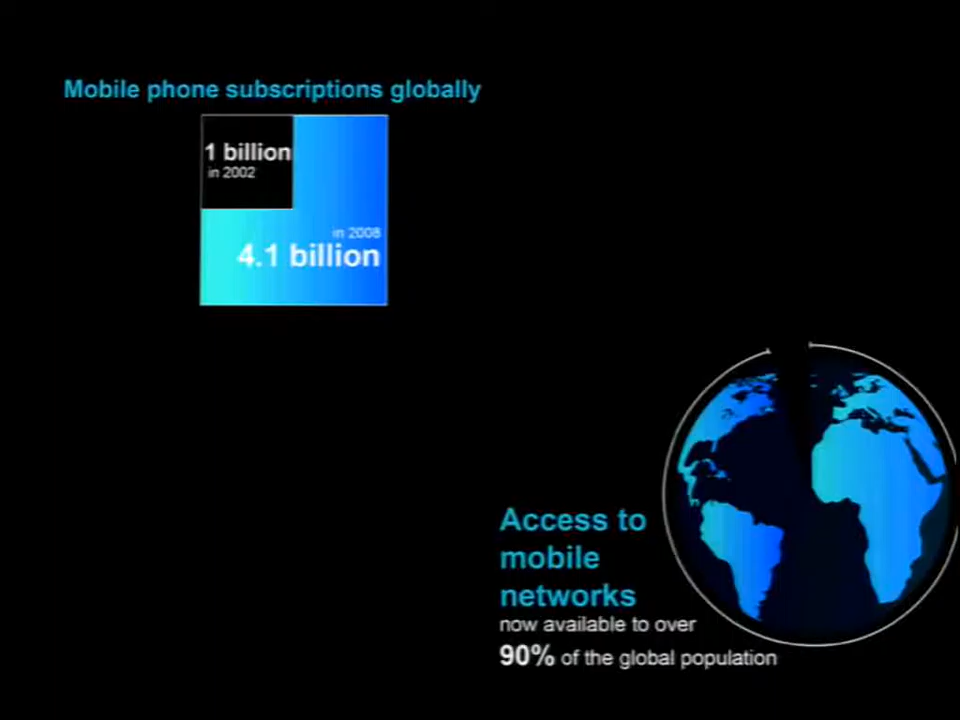 Mobile phone subscriptions globally
1 billion
in 2002
in 2008
4.1 billion
Access to
mobile
networks
now available to over
90% of the global population